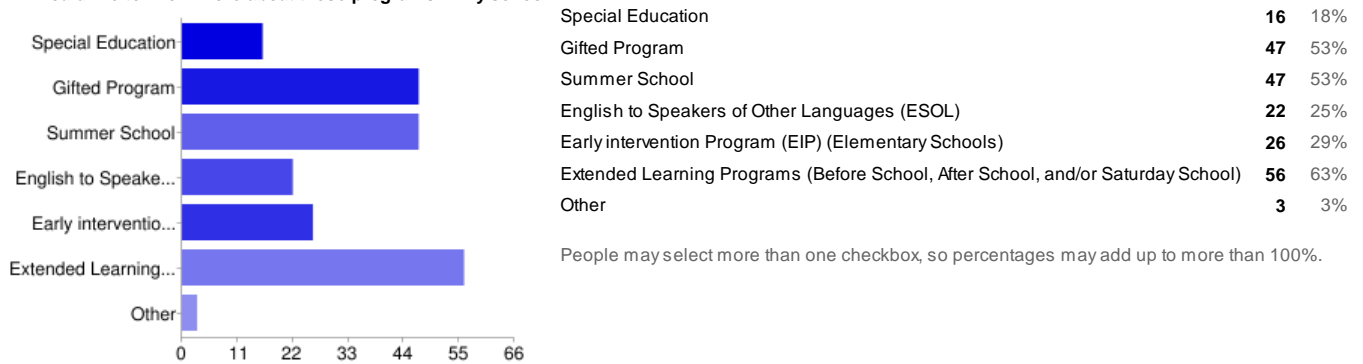 Special Education
Gifted Program
Summer School
English to Speake...
Early interventio...
Extended Learning...
Other
0 11 22 33 44 55 66
Special Education 16 18%
Gifted Program 47 53%
Summer School 47 53%
English to Speakers of Other Languages (ESOL) 22 25%
Early intervention Program (EIP) (Elementary Schools) 26 29%
Extended Learning Programs (Before School, After School, and/or Saturday School) 56 63%
Other 3 3%
People may select more than one checkbox, so percentages may add up to more than 100%.